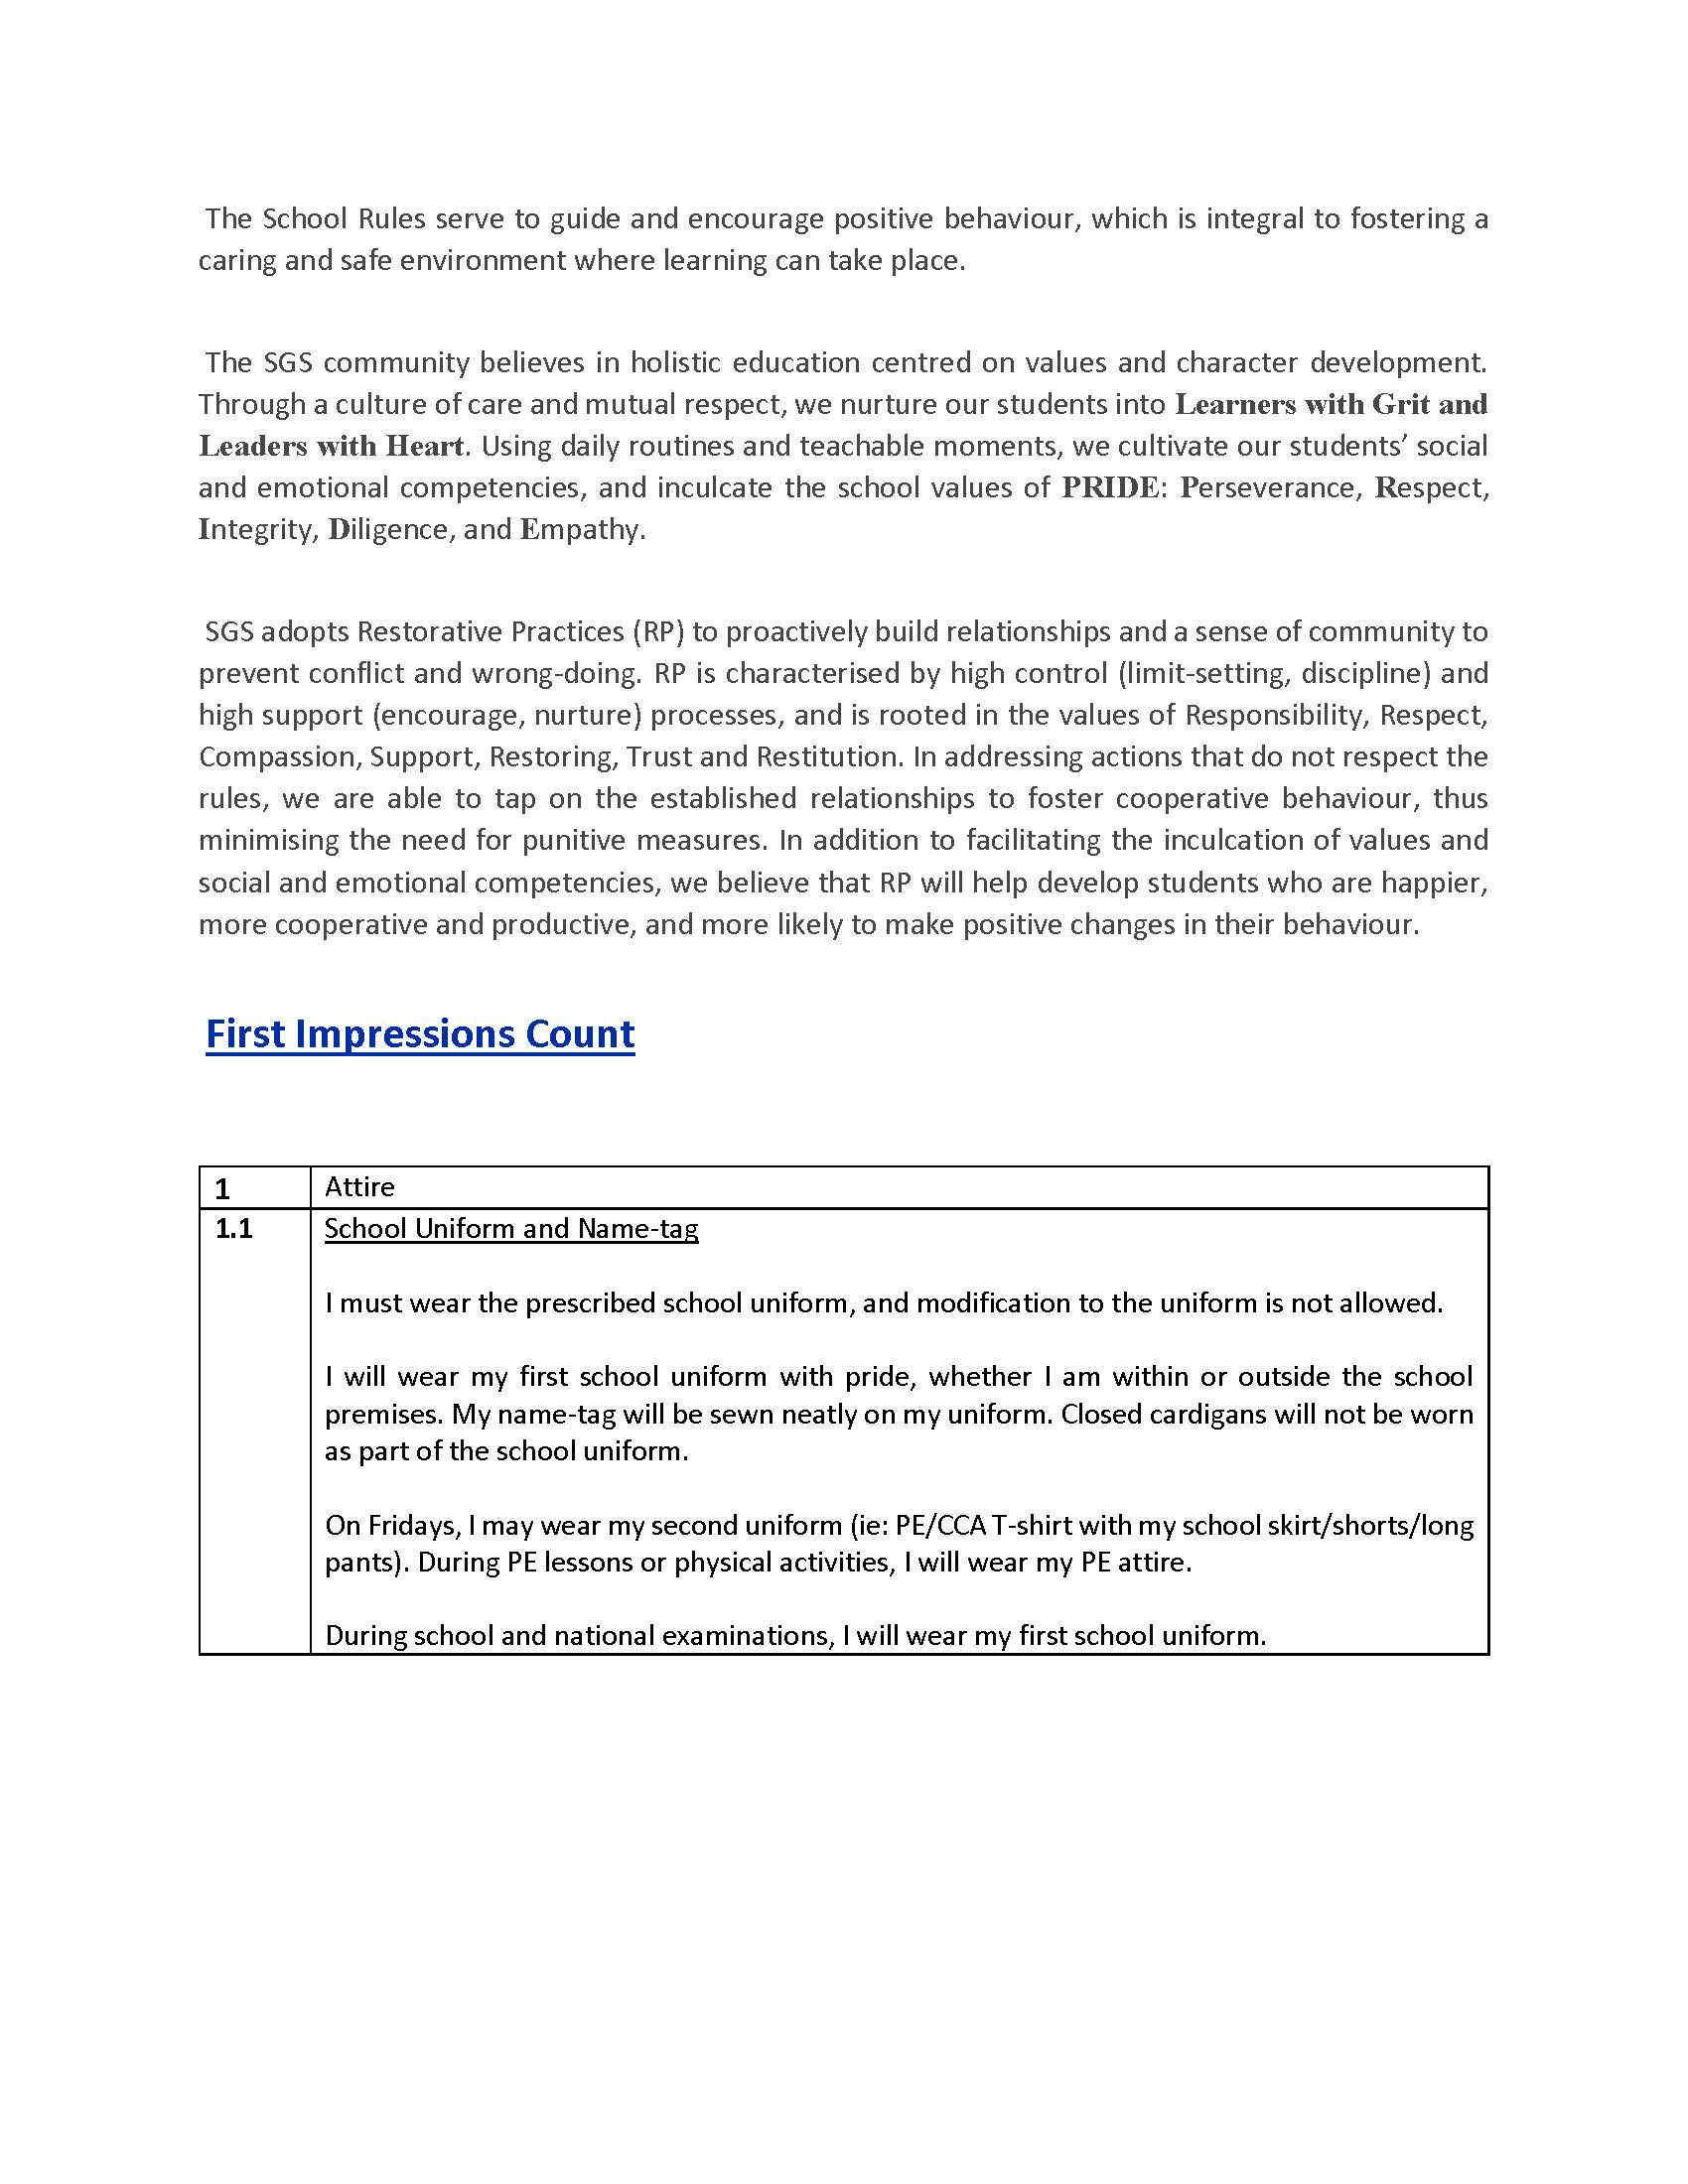 The School Rules serve to guide and encourage positive behaviour, which is integral to fostering a
caring and safe environment where learning can take place.
The SGS community believes in holistic education centred on values and character development.
Through a culture of care and mutual respect, we nurture our students into Learners with Grit and
Leaders with Heart. Using daily routines and teachable moments, we cultivate our students’ social
and emotional competencies, and inculcate the school values of PRIDE: Perseverance, Respect,
Integrity, Diligence, and Empathy.
SGS adopts Restorative Practices (RP) to proactively build relationships and a sense of community to
prevent conflict and wrong-doing. RP is characterised by high control (limit-setting, discipline) and
high support (encourage, nurture) processes, and is rooted in the values of Responsibility, Respect,
Compassion, Support, Restoring, Trust and Restitution. In addressing actions that do not respect the
rules, we are able to tap on the established relationships to foster cooperative behaviour, thus
minimising the need for punitive measures. In addition to facilitating the inculcation of values and
social and emotional competencies, we believe that RP will help develop students who are happier,
more cooperative and productive, and more likely to make positive changes in their behaviour.
First Impressions Count
1 Attire
1.1 School Uniform and Name-tag
I must wear the prescribed school uniform, and modification to the uniform is not allowed.
I will wear my first school uniform with pride, whether I am within or outside the school
premises. My name-tag will be sewn neatly on my uniform. Closed cardigans will not be worn
as part of the school uniform.
On Fridays, I may wear my second uniform (ie: PE/CCA T-shirt with my school skirt/shorts/long
pants). During PE lessons or physical activities, I will wear my PE attire.
During school and national examinations, I will wear my first school uniform.